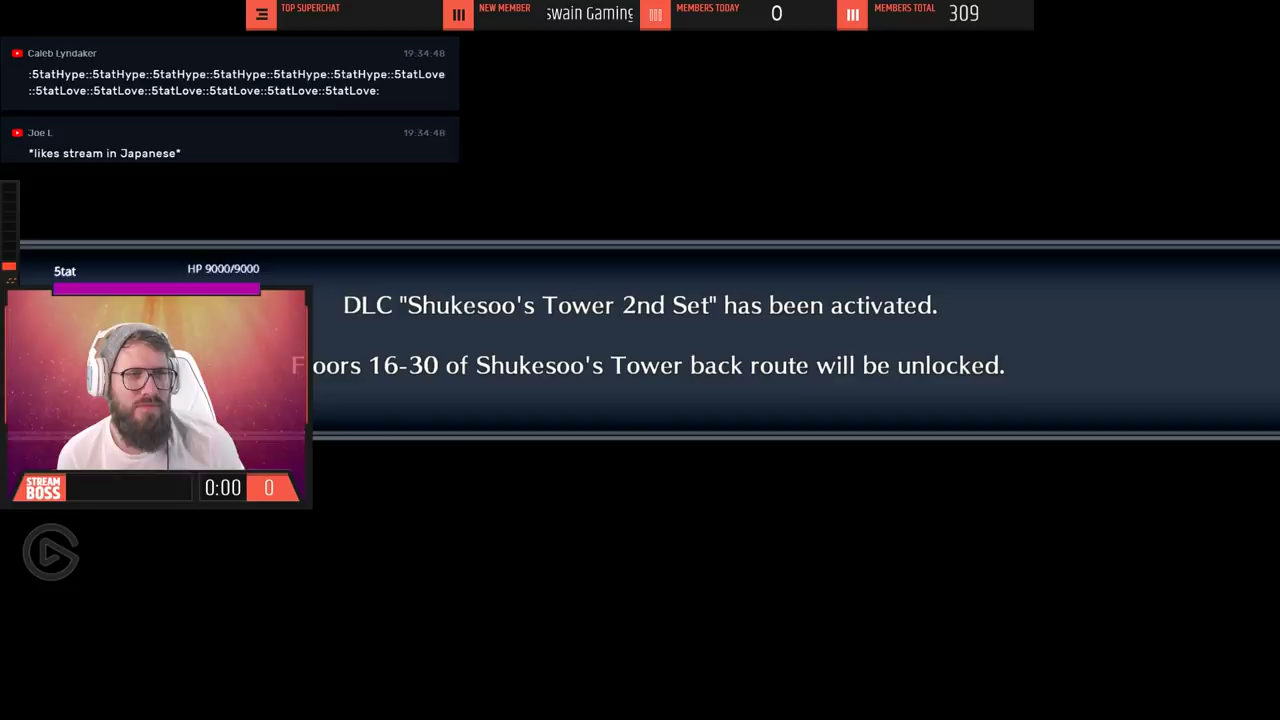 TOP SUPERCHAT
NEW MEMBER
swain Gaming
MEMBERS TODAY
0
MEMBERS TOTAL
309
Caleb Lyndaker
19:34:48
:5tatHype::5tatHype::5tatHype::5tatHype::5tatHype::5tatHype::5tatLove
::5tatLove::5tatLove::5tatLove::5tatLove::5tatLove::5tatLove:
Joe L
19:34:48
*likes stream in Japanese*
5tat
HP 9000/9000
DLC "Shukesoo's Tower 2nd Set" has been activated.
Floors 16-30 of Shukesoo's Tower back route will be unlocked.
STREAM
BOSS
0:00
0